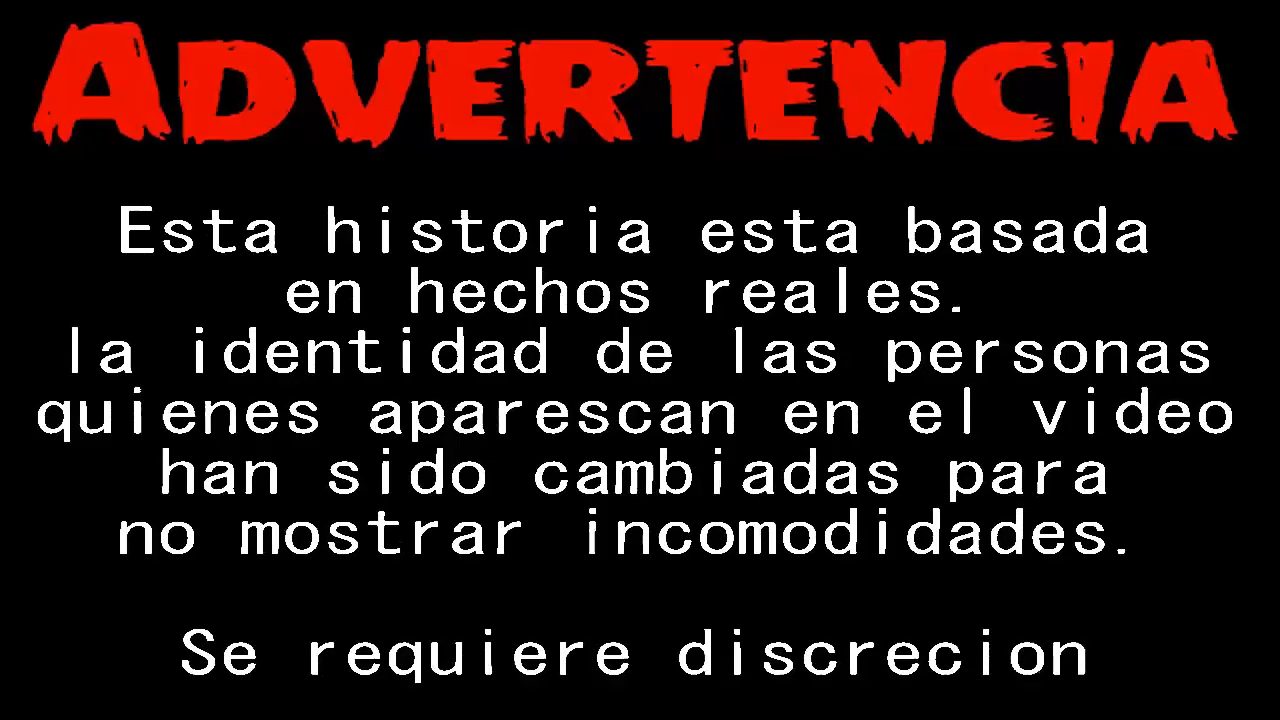 ADVERTENCIA
Esta historia esta basada
en hechos reales.
la identidad de las personas
quienes aparescan en el video
han sido cambiadas para
no mostrar incomodidades.
Se requiere discrecion